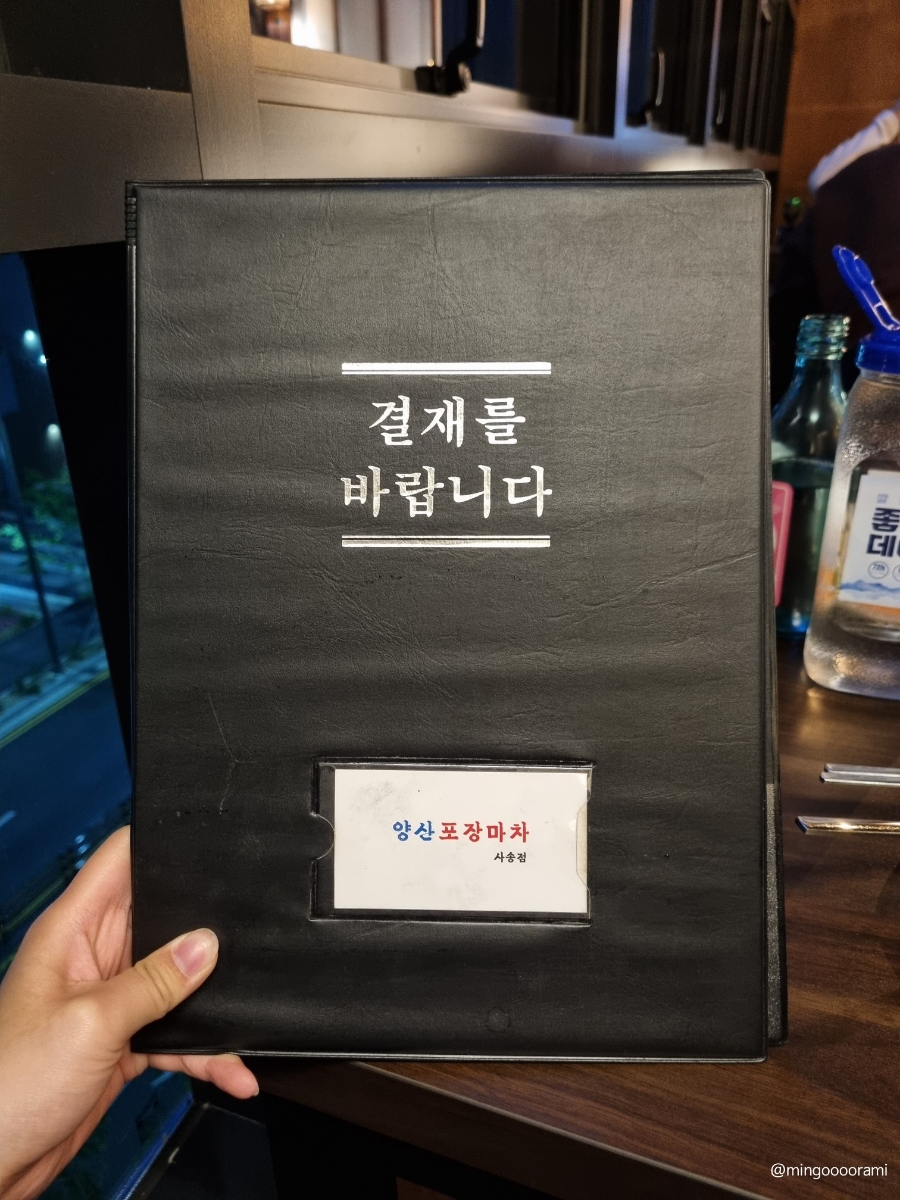 결재를
바랍니다
양산포장마차
사송점
@mingoooorami